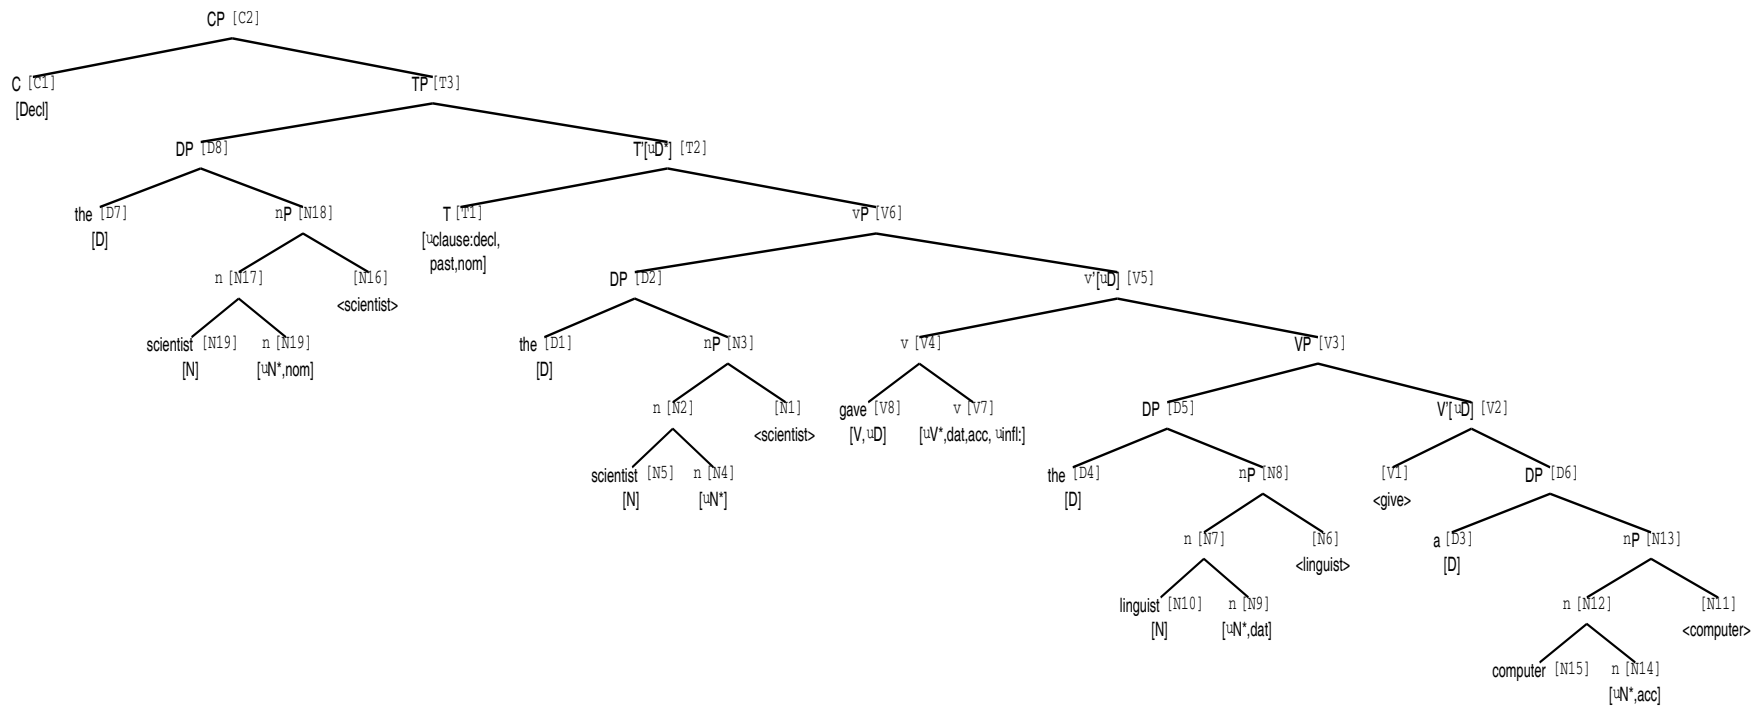 CP [C2]
C [C1] TP [T3]
[Decl]
DP [D8] T'[uD*] [T2]
the [D7] nP [N18] T [T1] vP [V6]
[D] [uclause:decl,
past,nom]
n [N17] [N16] DP [D2] v'[uD] [V5]
<scientist>
scientist [N19] n [N19] the [D1] nP [N3] v [V4] VP [V3]
[N] [uN*,nom] [D]
n [N2] [N1] gave [V8] v [V7] DP [D5] V'[uD] [V2]
<scientist> [V, uD] [uV*,dat,acc, uinfl:]
scientist [N5] n [N4] the [D4] nP [N8] [V1] DP [D6]
[N] [uN*] [D] <give>
n [N7] [N6] a [D3] nP [N13]
<linguist> [D]
linguist [N10] n [N9] n [N12] [N11]
[N] [uN*,dat] <computer>
computer [N15] n [N14]
[uN*,acc]